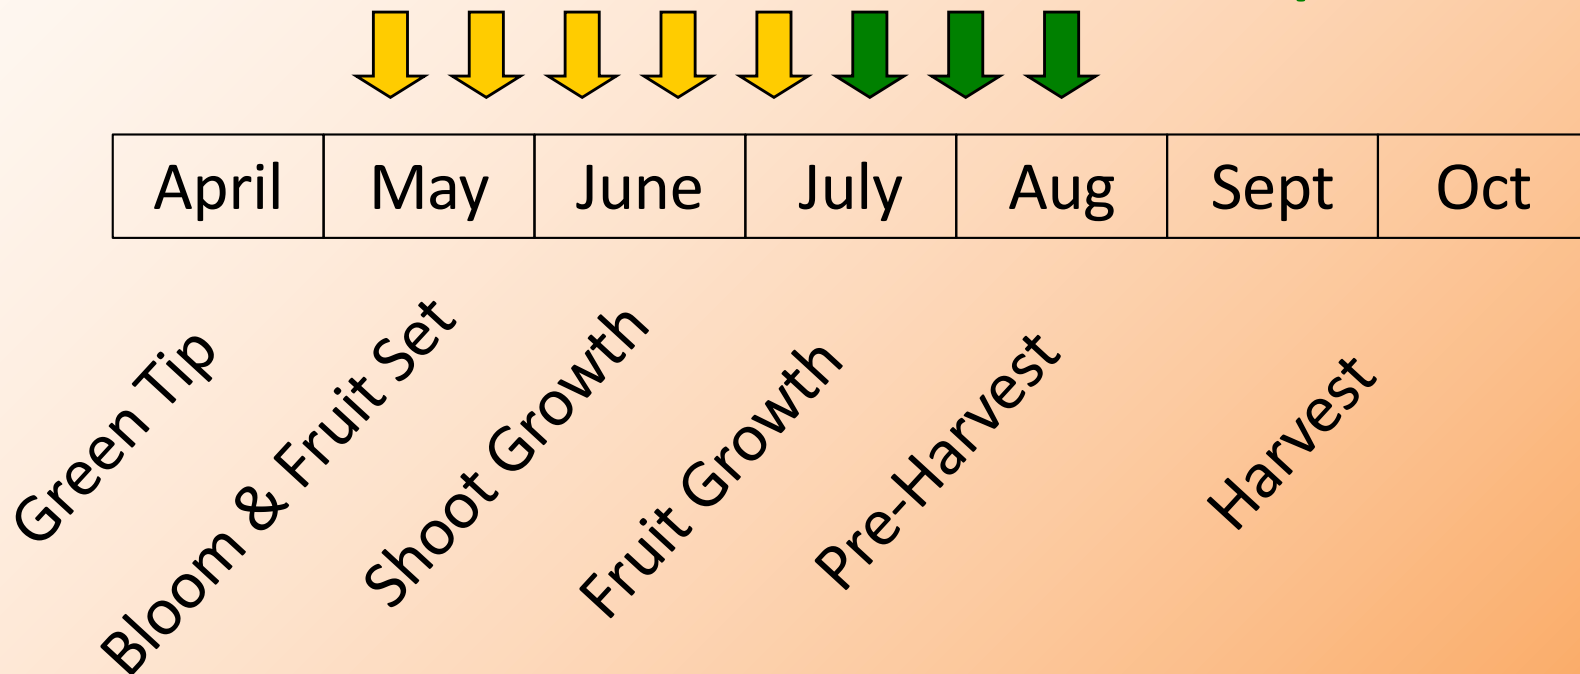 April May June July Aug Sept Oct
Green Tip
Bloom & Fruit Set
Shoot Growth
Fruit Growth
Pre-Harvest
Harvest